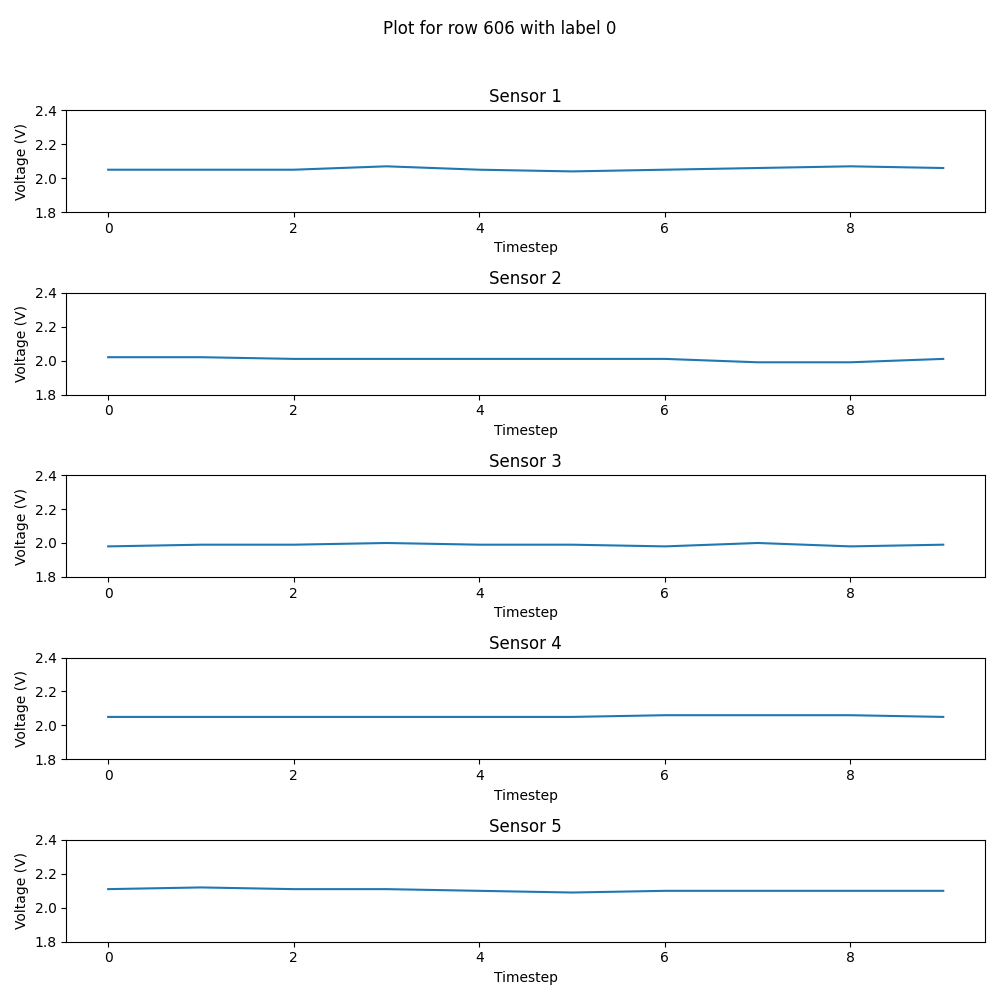 Plot for row 606 with label 0
Sensor 1
2.4
2.2
2.0
1.8
Voltage (V)
0 2 4 6 8
Timestep
Sensor 2
2.4
2.2
2.0
1.8
Voltage (V)
0 2 4 6 8
Timestep
Sensor 3
2.4
2.2
2.0
1.8
Voltage (V)
0 2 4 6 8
Timestep
Sensor 4
2.4
2.2
2.0
1.8
Voltage (V)
0 2 4 6 8
Timestep
Sensor 5
2.4
2.2
2.0
1.8
Voltage (V)
0 2 4 6 8
Timestep